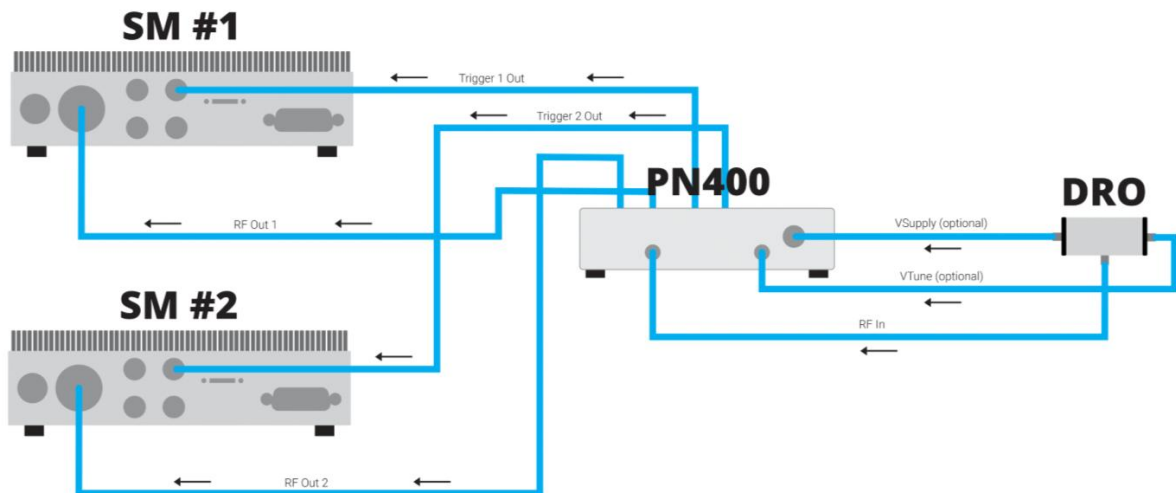 SM #1
Trigger 1 Out
Trigger 2 Out
PN400
DRO
VSupply (optional)
RF Out 1
VTune (optional)
SM #2
RF In
RF Out 2